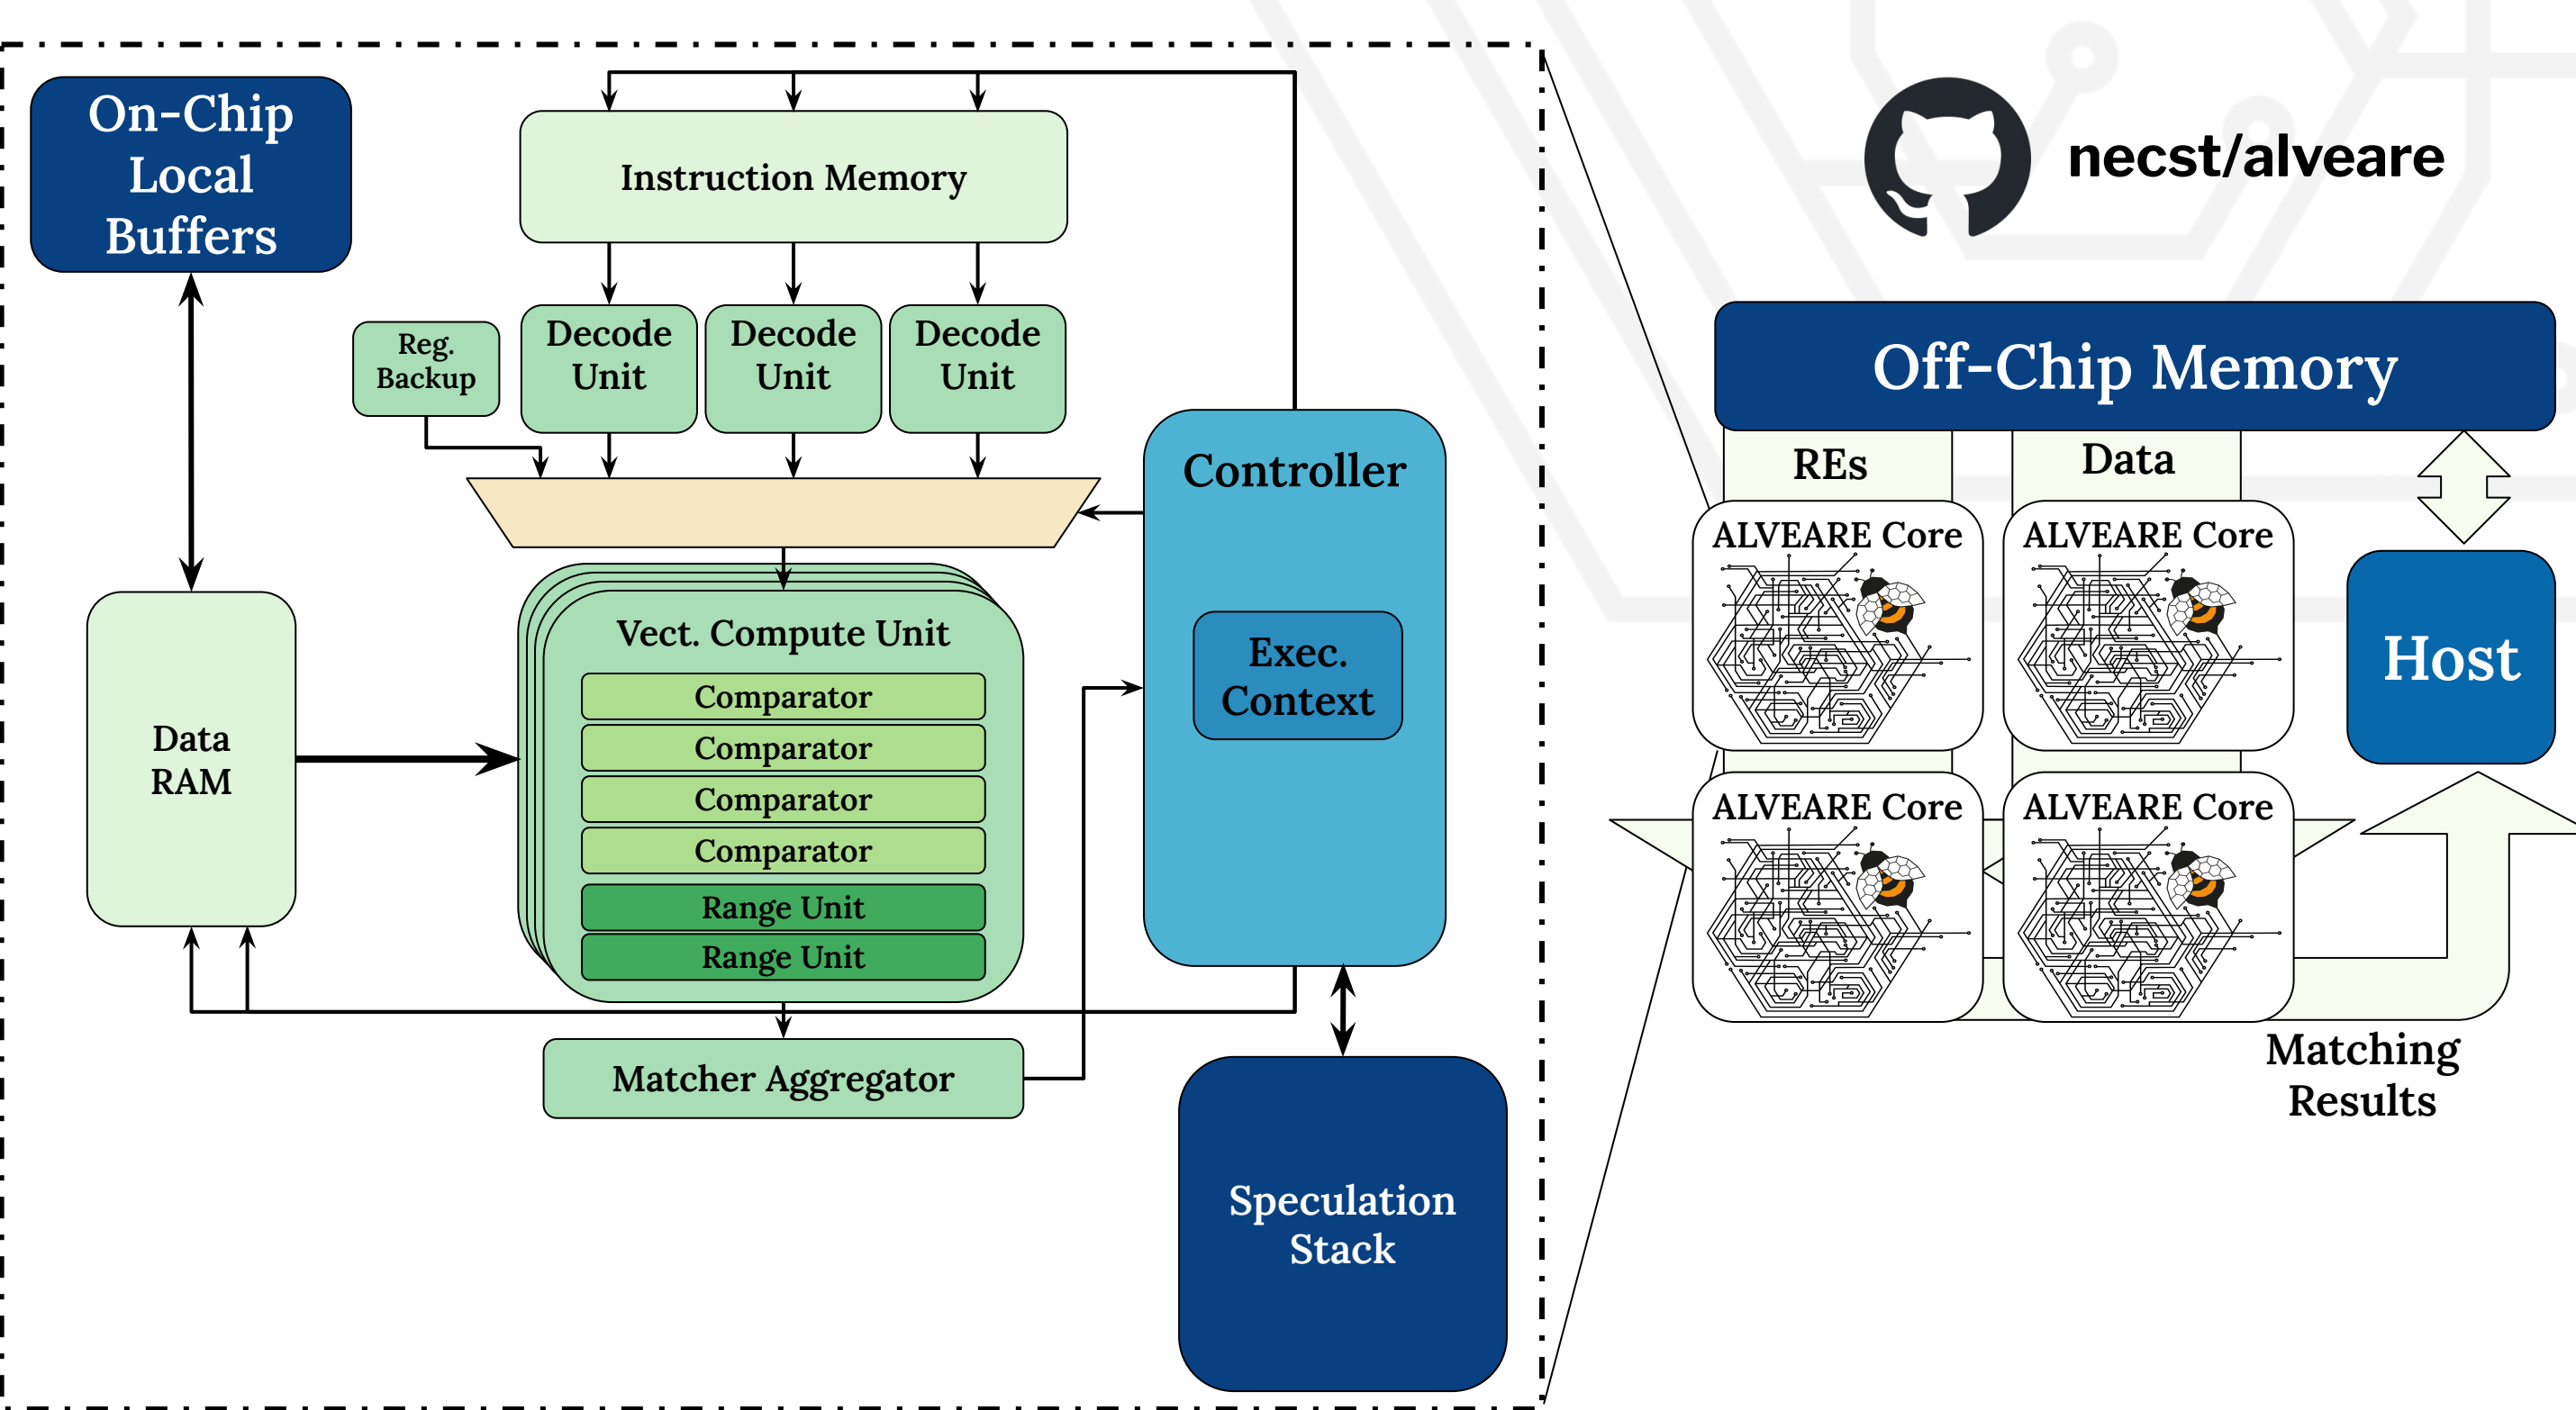 On-Chip
Local
Buffers
Instruction Memory
Reg.
Backup
Decode
Unit
Decode
Unit
Decode
Unit
Controller
Exec.
Context
Data
RAM
Vect. Compute Unit
Comparator
Comparator
Comparator
Comparator
Range Unit
Range Unit
Matcher Aggregator
Speculation
Stack
necst/alveare
Off-Chip Memory
REs
Data
ALVEARE Core
ALVEARE Core
Host
ALVEARE Core
ALVEARE Core
Matching
Results